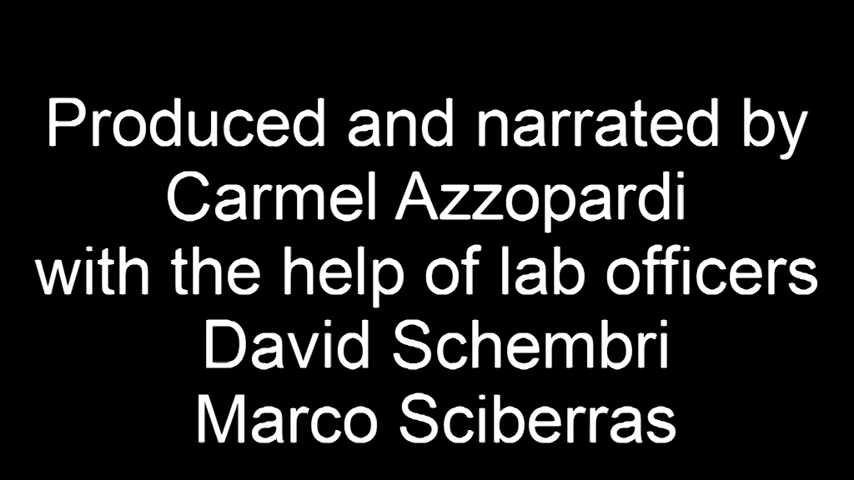 Produced and narrated by
Carmel Azzopardi
with the help of lab officers
David Schembri
Marco Sciberras